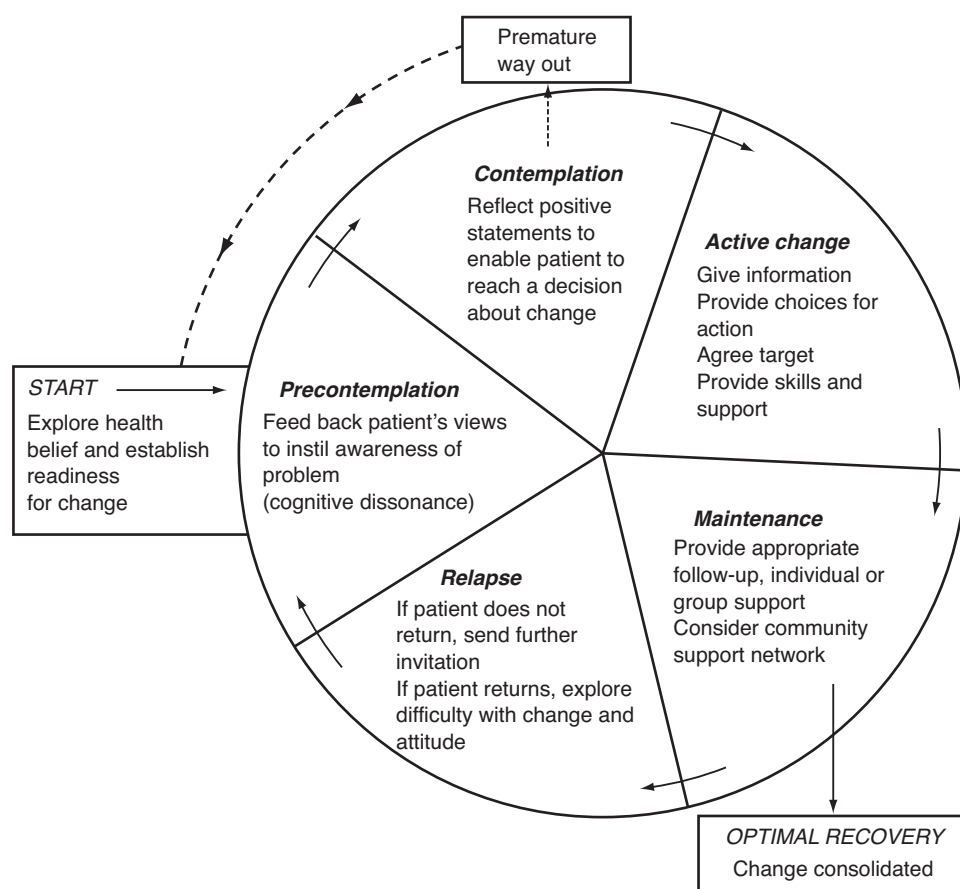 Premature
way out
Contemplation
Reflect positive
statements to
enable patient to
reach a decision
about change
Active change
Give information
Provide choices for
action
Agree target
Provide skills and
support
START
Explore health
belief and establish
readiness
for change
Precontemplation
Feed back patient's views
to instil awareness of
problem
(cognitive dissonance)
Maintenance
Provide appropriate
follow-up, individual or
group support
Consider community
support network
Relapse
If patient does not
return, send further
invitation
If patient returns, explore
difficulty with change and
attitude
OPTIMAL RECOVERY
Change consolidated